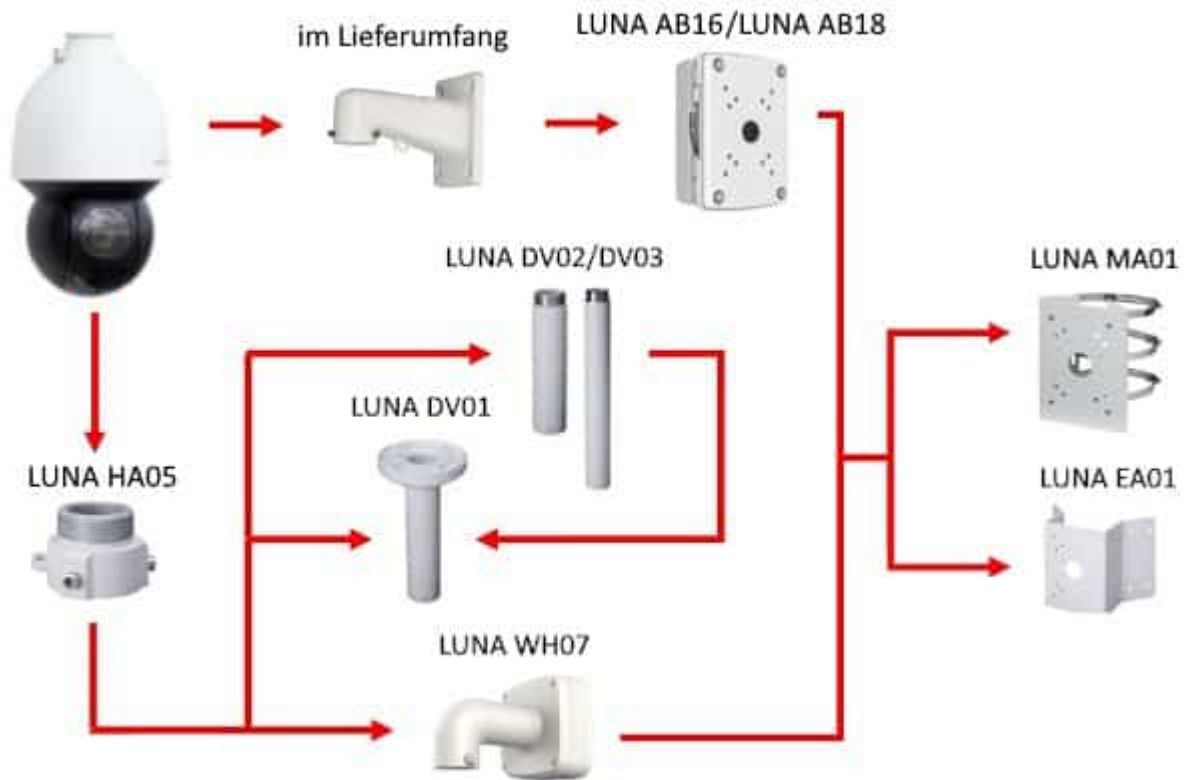 im Lieferumfang
LUNA AB16/LUNA AB18
LUNA DV02/DV03
LUNA MA01
LUNA DV01
LUNA HA05
LUNA EA01
LUNA WH07